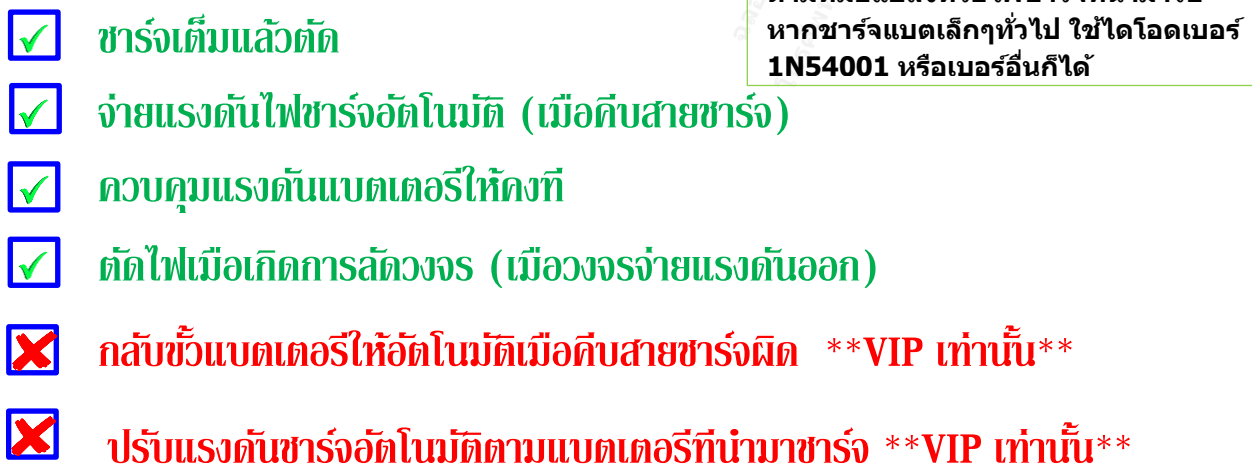 หากชาร์จแบตเล็กๆทั่วไป ใช้ไดโอดเบอร์
1N54001 หรือเบอร์อื่นก็ได้
ชาร์จเต็มแล้วตัด
จ่ายแรงดันไฟชาร์จอัตโนมัติ (เมื่อคีบสายชาร์จ)
ควบคุมแรงดันแบตเตอรี่ให้คงที่
ตัดไฟเมื่อเกิดการลัดวงจร (เมื่อวงจรจ่ายแรงดันออก)
กลับขั้วแบตเตอรี่ให้อัตโนมัติเมื่อคีบสายชาร์จผิด **VIP เท่านั้น**
ปรับแรงดันชาร์จอัตโนมัติตามแบตเตอรี่ที่นำมาชาร์จ **VIP เท่านั้น**